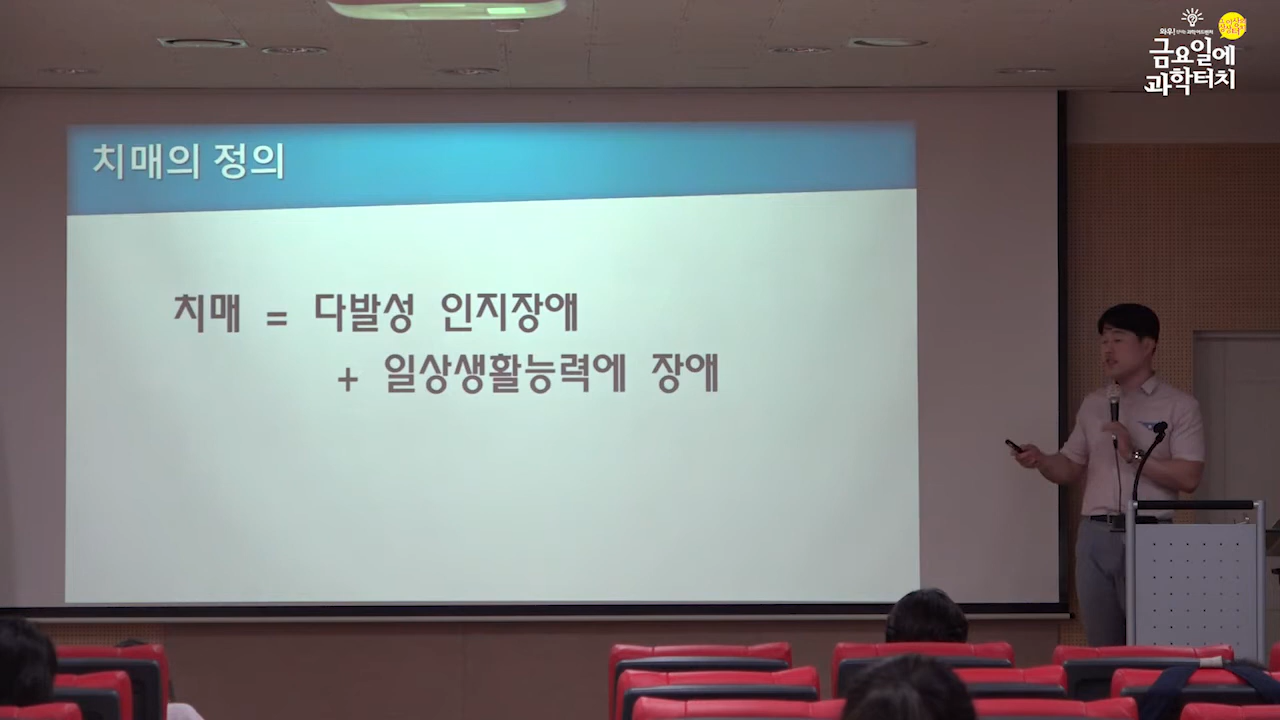 치매의 정의
치매 = 다발성 인지장애
+ 일상생활능력에 장애
금요일에
과학터치